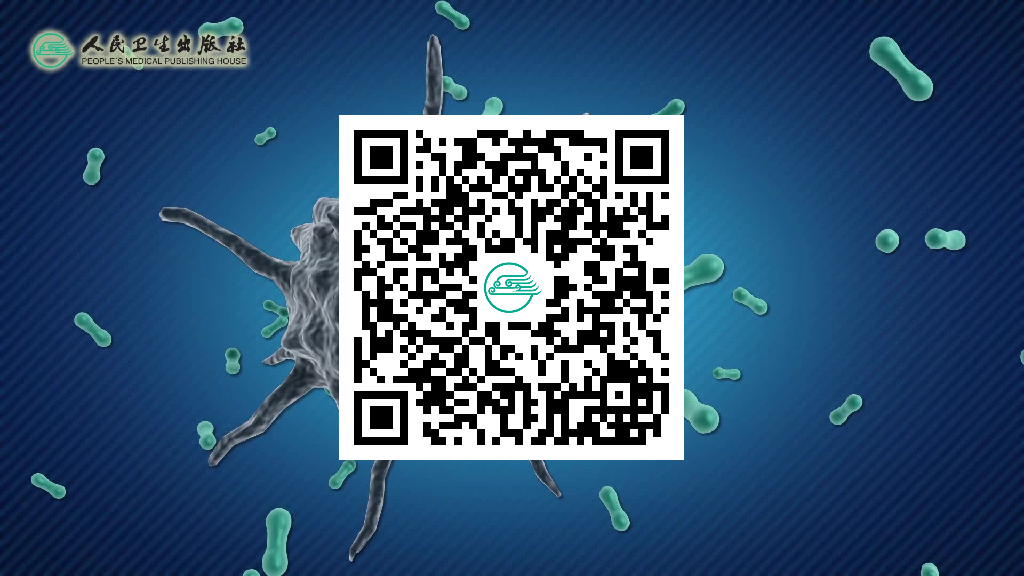 人民卫生出版社
PEOPLE'S MEDICAL PUBLISHING HOUSE